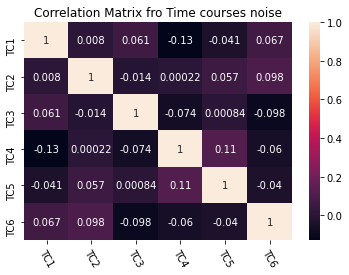 Correlation Matrix fro Time courses noise
TC1 1 0.008 0.061 -0.13 -0.041 0.067
TC2 0.008 1 -0.014 0.00022 0.057 0.098
TC3 0.061 -0.014 1 -0.074 0.00084 -0.098
TC4 -0.13 0.00022 -0.074 1 0.11 -0.06
TC5 -0.041 0.057 0.00084 0.11 1 -0.04
TC6 0.067 0.098 -0.098 -0.06 -0.04 1
TC1 TC2 TC3 TC4 TC5 TC6
1.0
0.8
0.6
0.4
0.2
0.0